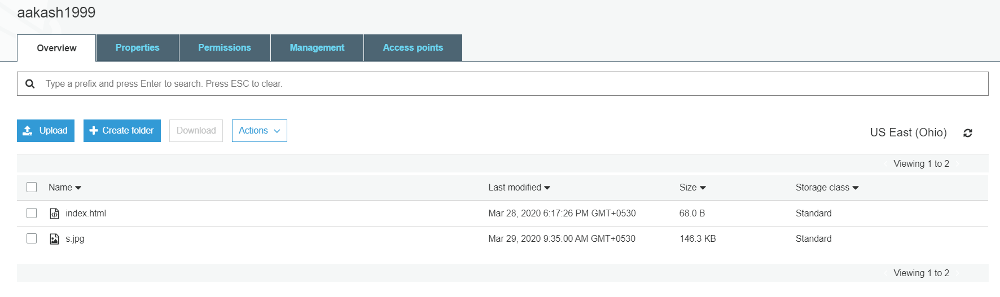 aakash1999
Overview Properties Permissions Management Access points
Type a prefix and press Enter to search. Press ESC to clear.
Upload Create folder Download Actions US East (Ohio)
Viewing 1 to 2
Name Last modified Size Storage class
index.html Mar 28, 2020 6:17:26 PM GMT+0530 68.0 B Standard
s.jpg Mar 29, 2020 9:35:00 AM GMT+0530 146.3 KB Standard
Viewing 1 to 2